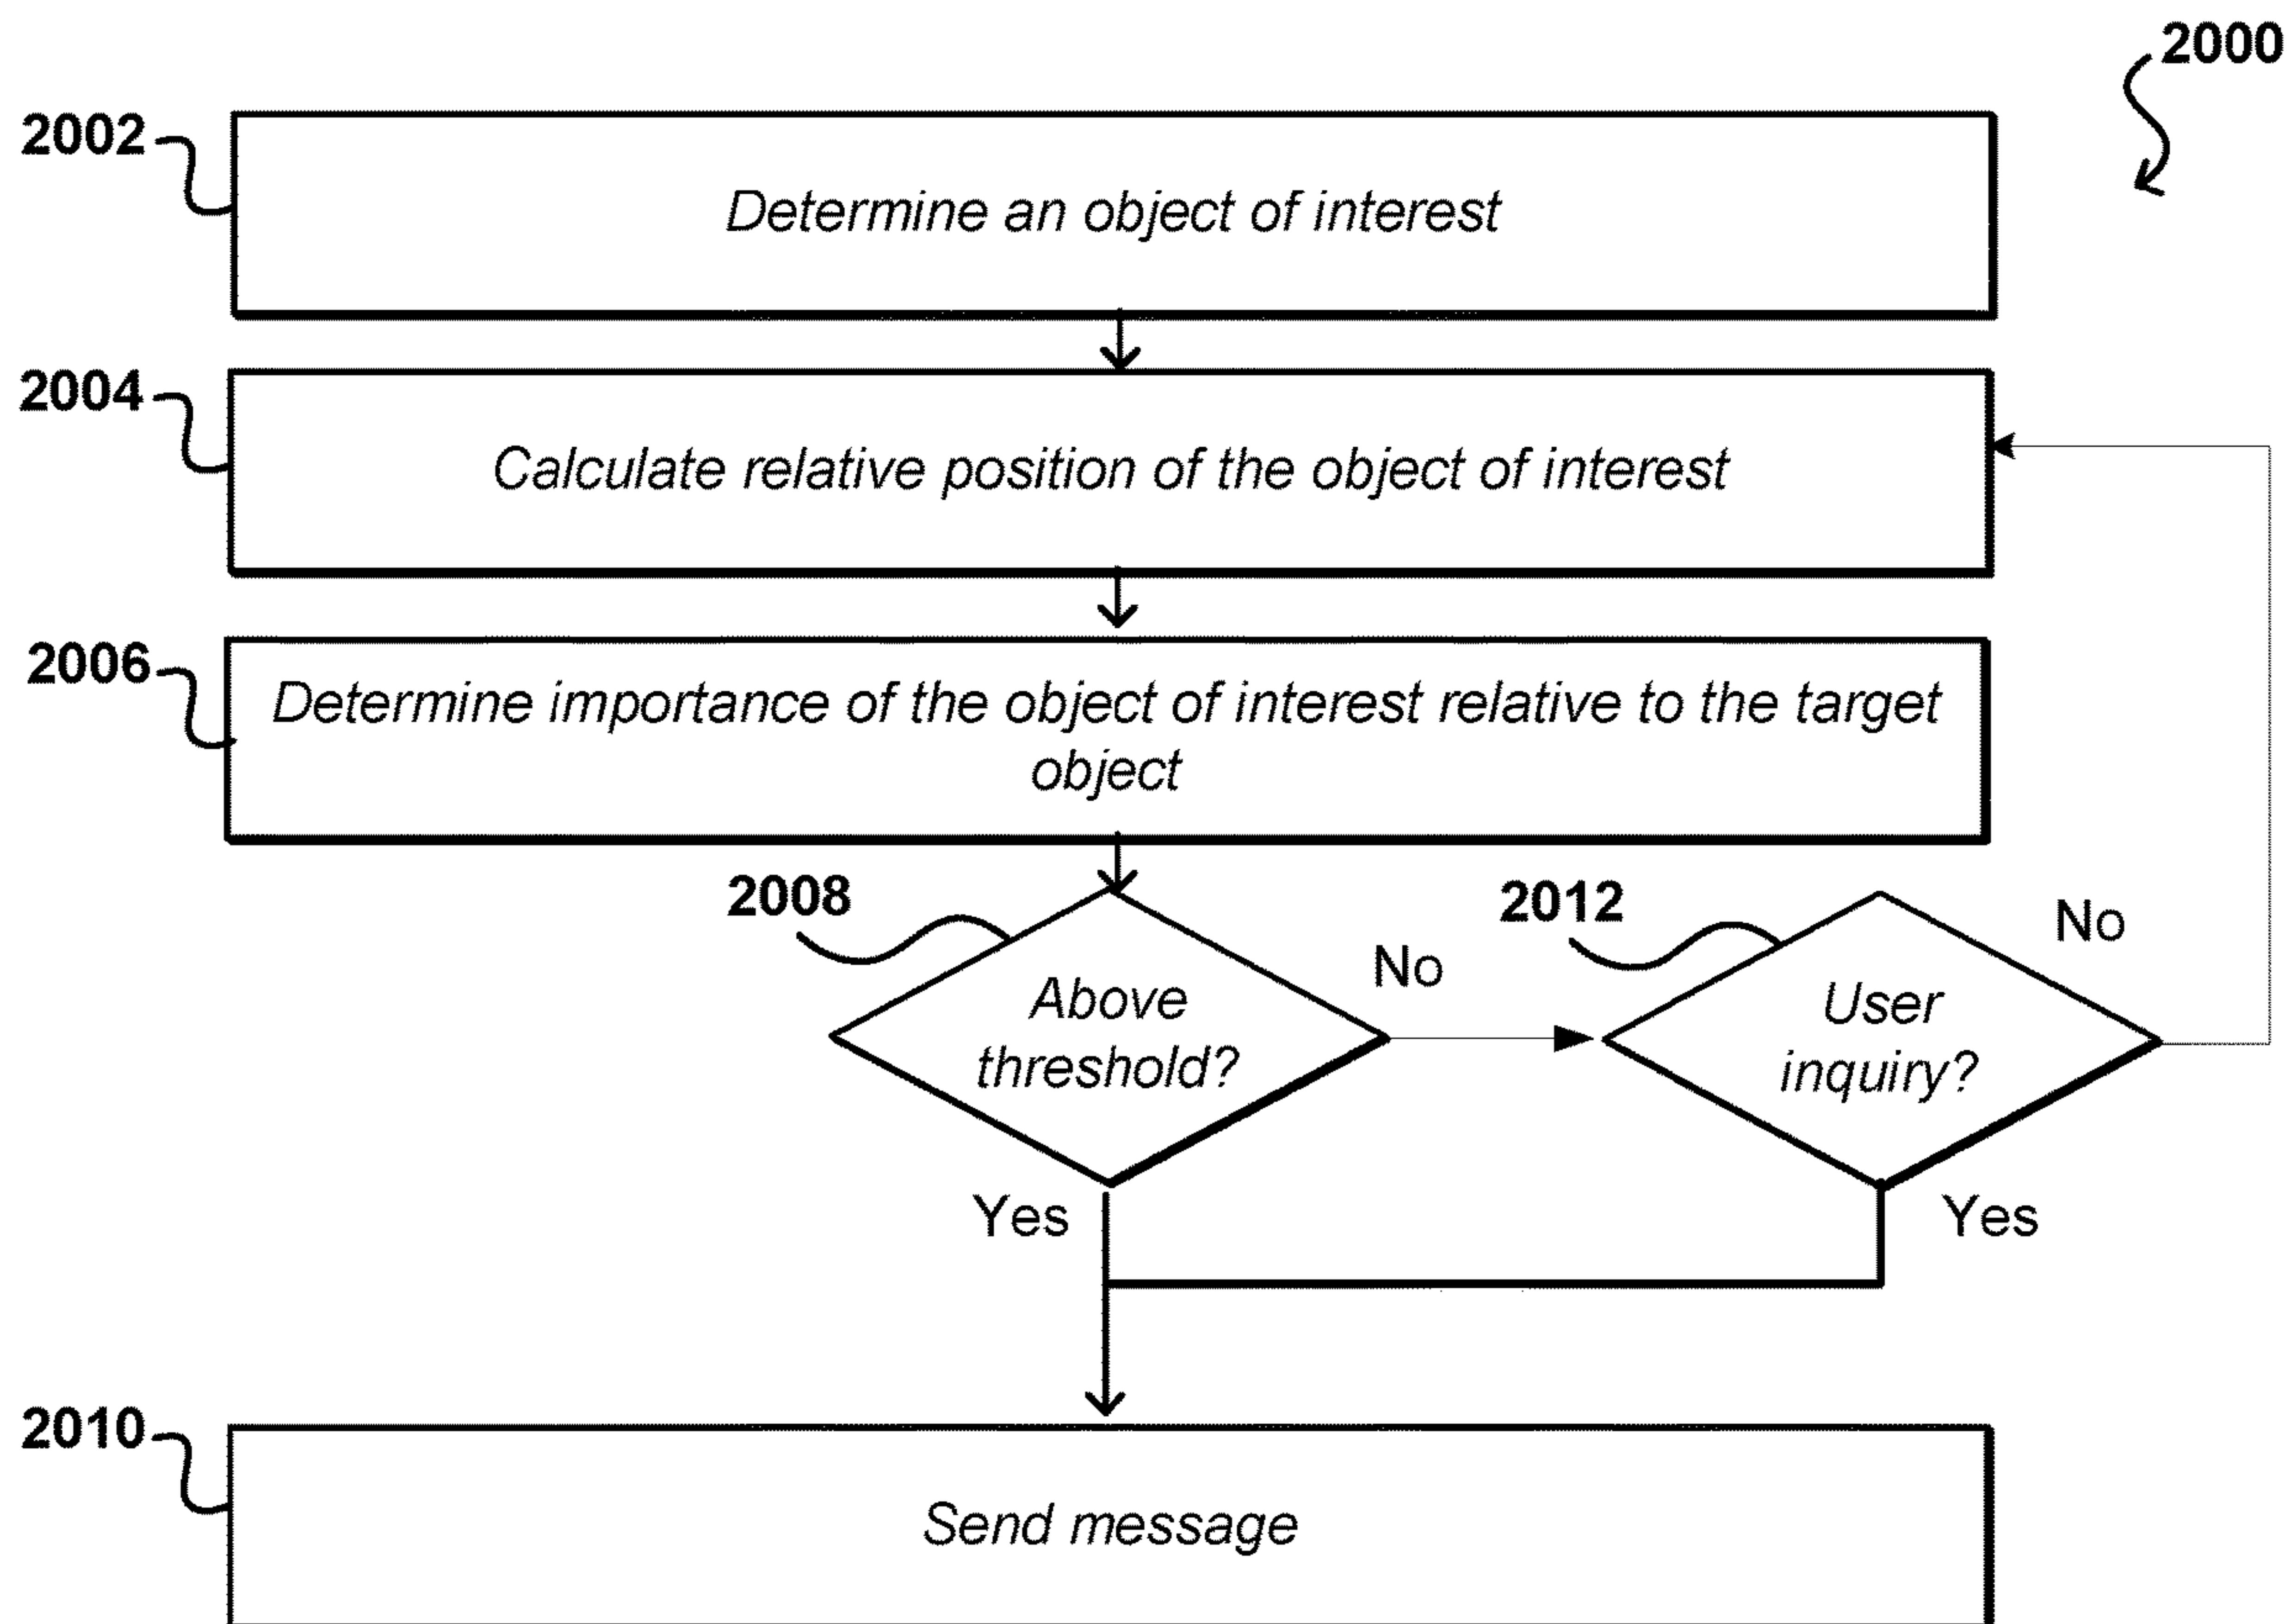 2000
2002
Determine an object of interest
2004
Calculate relative position of the object of interest
2006
Determine importance of the object of interest relative to the target
object
2008
2012
No
No
Above
threshold?
User
inquiry?
Yes
Yes
2010
Send message